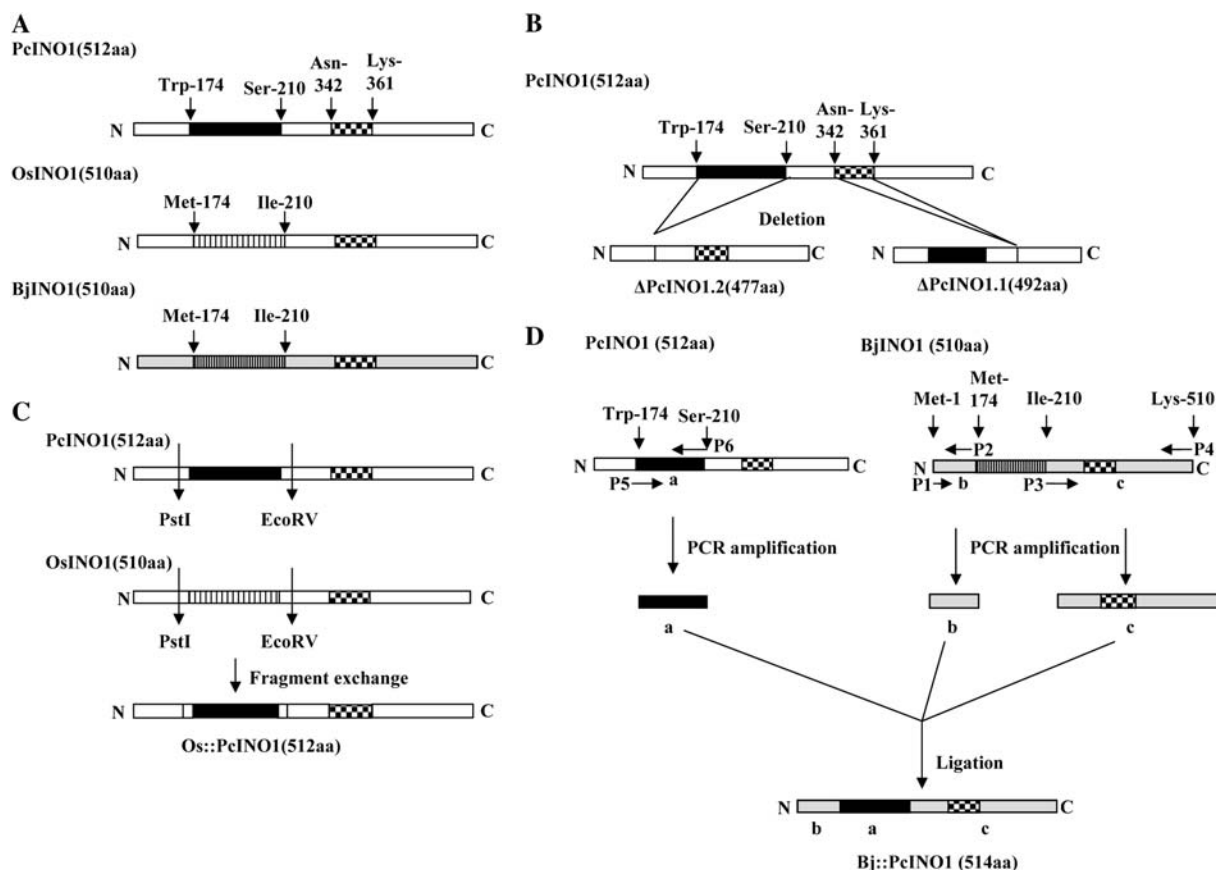 A
PcINO1(512aa)
Trp-174 Ser-210 Asn-342 Lys-361
N C
OsINO1(510aa)
Met-174 Ile-210
N C
BjINO1(510aa)
Met-174 Ile-210
N C
B
PcINO1(512aa)
Trp-174 Ser-210 Asn-342 Lys-361
N C
Deletion
N C N C
ΔPcINO1.2(477aa) ΔPcINO1.1(492aa)
C
PcINO1(512aa)
N C
PstI EcoRV
OsINO1(510aa)
N C
PstI EcoRV
Fragment exchange
N C
Os::PcINO1(512aa)
D
PcINO1 (512aa) BjINO1 (510aa)
Trp-174 Ser-210 Met-1 Met-174 Ile-210 Lys-510
P6 P2 P4
N C N C
P5 a P1 b P3 c
PCR amplification PCR amplification
a b c
Ligation
N C
b a c
Bj::PcINO1 (514aa)